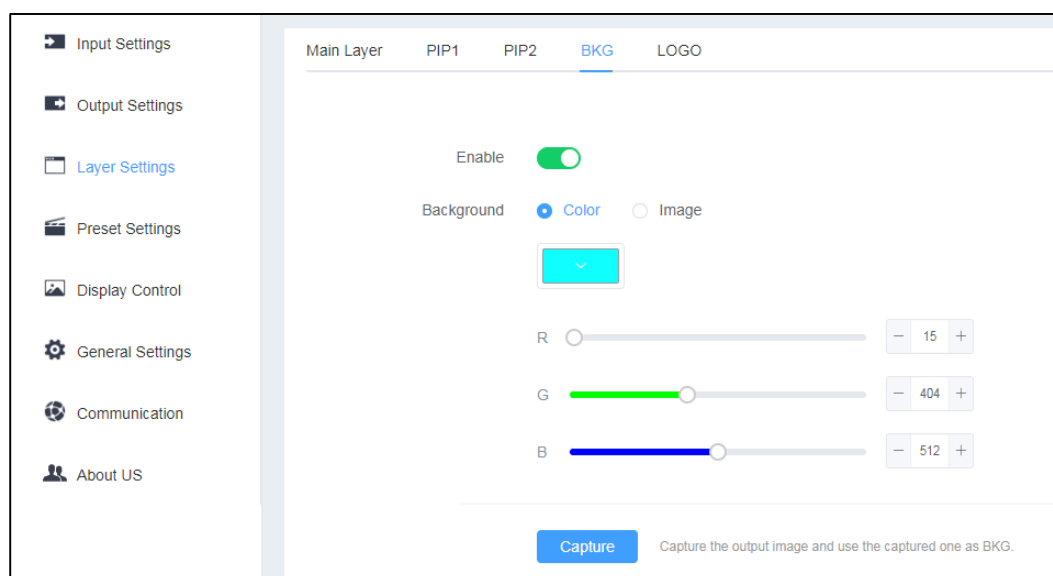 Input Settings
Output Settings
Layer Settings
Preset Settings
Display Control
General Settings
Communication
About US
Main Layer PIP1 PIP2 BKG LOGO
Enable
Background Color Image
R − 15 +
G − 404 +
B − 512 +
Capture Capture the output image and use the captured one as BKG.